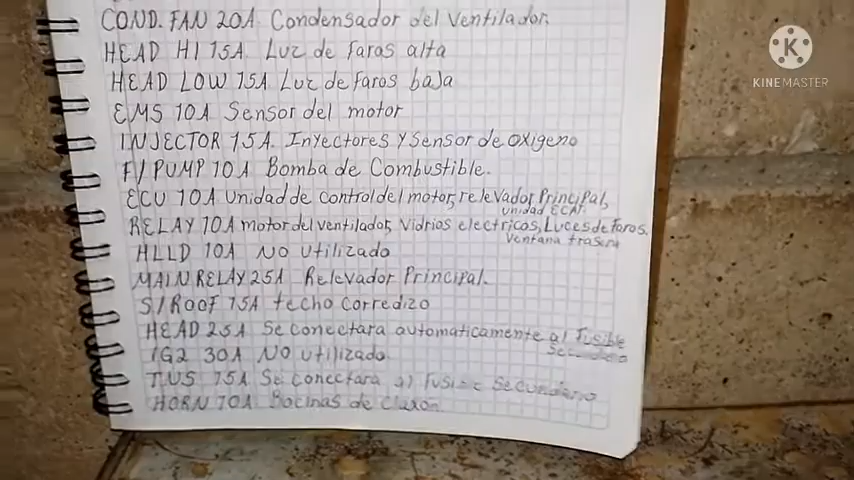 COND. FAN 20A Condensador del Ventilador,
HEAD HI 15A Luz de Faros alta
HEAD LOW 15A Luz de Faros baja
EMS 10A Sensor del motor
INJECTOR 15A. Inyectores y Sensor de oxigeno
F/PUMP 10A Bomba de Combustible.
ECU 10A Unidad de control del motor, relevador Principal,
unidad ECAT
RELAY 10A motor del ventilador, Vidrios electricos, Luces de Faros.
Ventana trasera
HLLD 10A NO utilizado
MAIN RELAY 25A Relevador Principal.
S/ROOF 15A techo corredizo
HEAD 25A Se conectara automaticamente al Fusible
Secundario
IG2 30A NO utilizado.
TNS 15A Se conectara al Fusible Secundario
HORN 10A Bocinas de Claxon
KINEMASTER